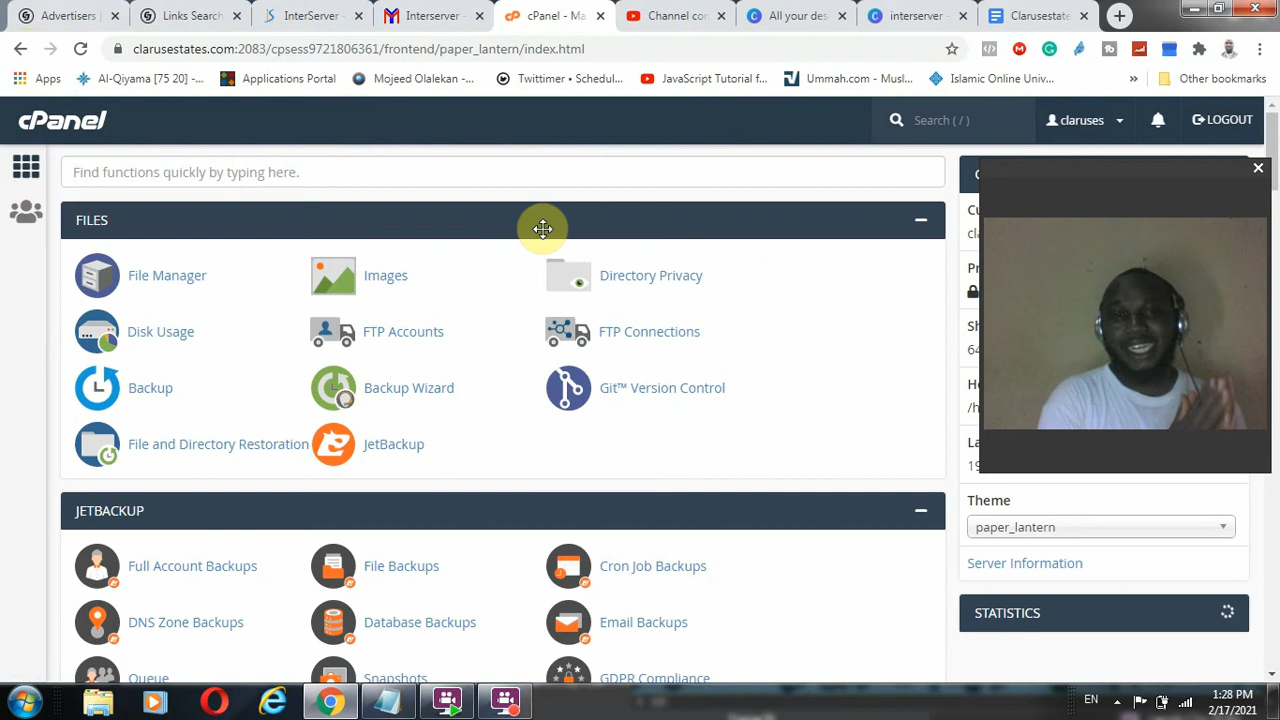 Advertisers |
Links Search
InterServer -
Interserver -
cPanel - Ma
Channel con
All your des
interserver -
Clarusestate
clarusestates.com:2083/cpsess9721806361/frontend/paper_lantern/index.html
Apps
Al-Qiyama [75 20] -...
Applications Portal
Mojeed Olalekan -...
Twittimer • Schedul...
JavaScript Tutorial f...
Ummah.com - Musl...
Islamic Online Univ...
»
Other bookmarks
cPanel
Search ( / )
claruses
LOGOUT
Find functions quickly by typing here.
FILES
File Manager
Images
Directory Privacy
Disk Usage
FTP Accounts
FTP Connections
Backup
Backup Wizard
Git™ Version Control
File and Directory Restoration
JetBackup
JETBACKUP
Full Account Backups
File Backups
Cron Job Backups
DNS Zone Backups
Database Backups
Email Backups
Queue
Snapshots
GDPR Compliance
Theme
paper_lantern
Server Information
STATISTICS
EN
1:28 PM
2/17/2021